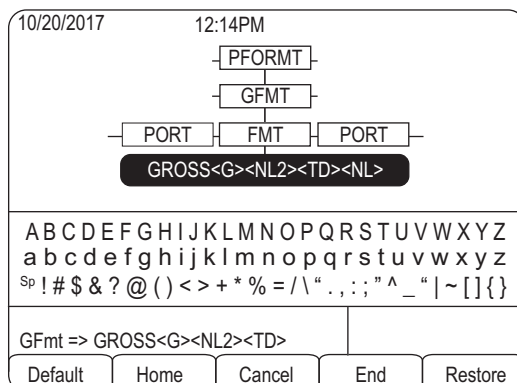 10/20/2017 12:14PM
PFORMT
GFMT
PORT FMT PORT
GROSS<G><NL2><TD><NL>
A B C D E F G H I J K L M N O P Q R S T U V W X Y Z
a b c d e f g h i j k l m n o p q r s t u v w x y z
Sp ! # $ & ? @ ( ) < > + * % = / \ “ . , : ; ” ^ _ “ | ~ [ ] { }
GFmt => GROSS<G><NL2><TD>
Default Home Cancel End Restore